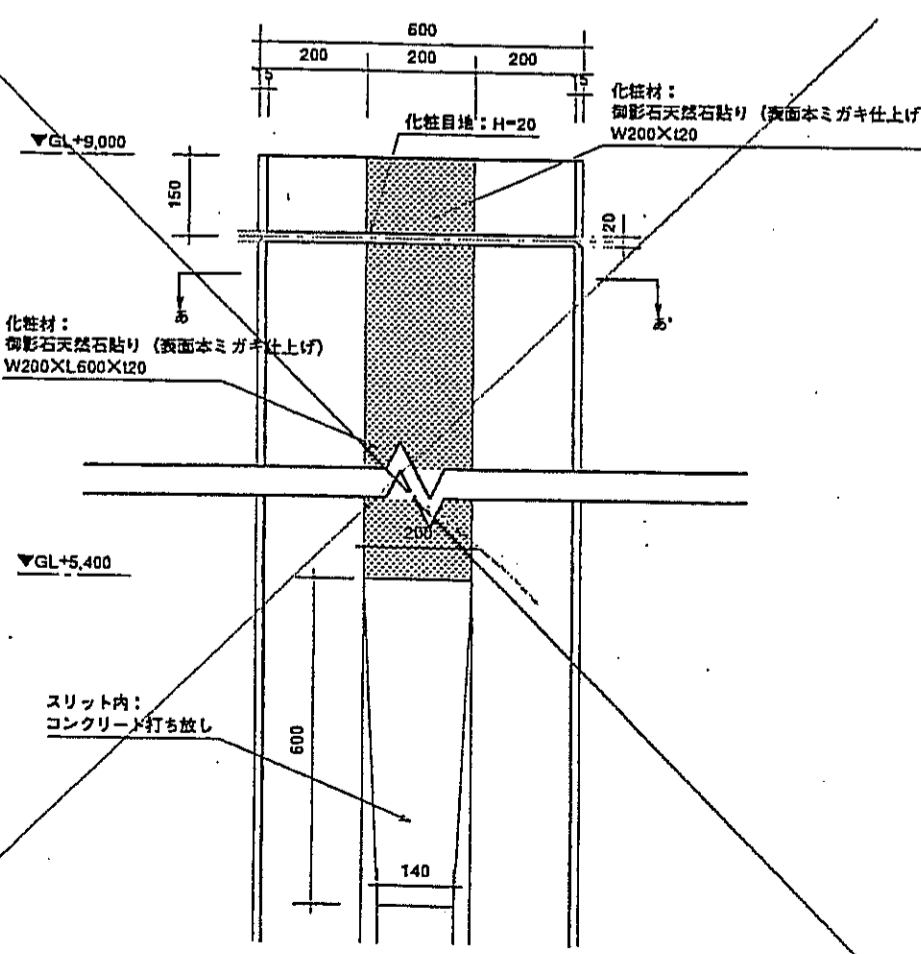 600
200 200 200
5 5
化粧材：
御影石天然石貼り（表面本ミガキ仕上げ
W200×t20
化粧目地：H=20
▼GL+9,000
150
20
あ あ'
化粧材：
御影石天然石貼り（表面本ミガキ仕上げ）
W200×L600×t20
200
▼GL+5,400
スリット内：
コンクリート打ち放し
600
140